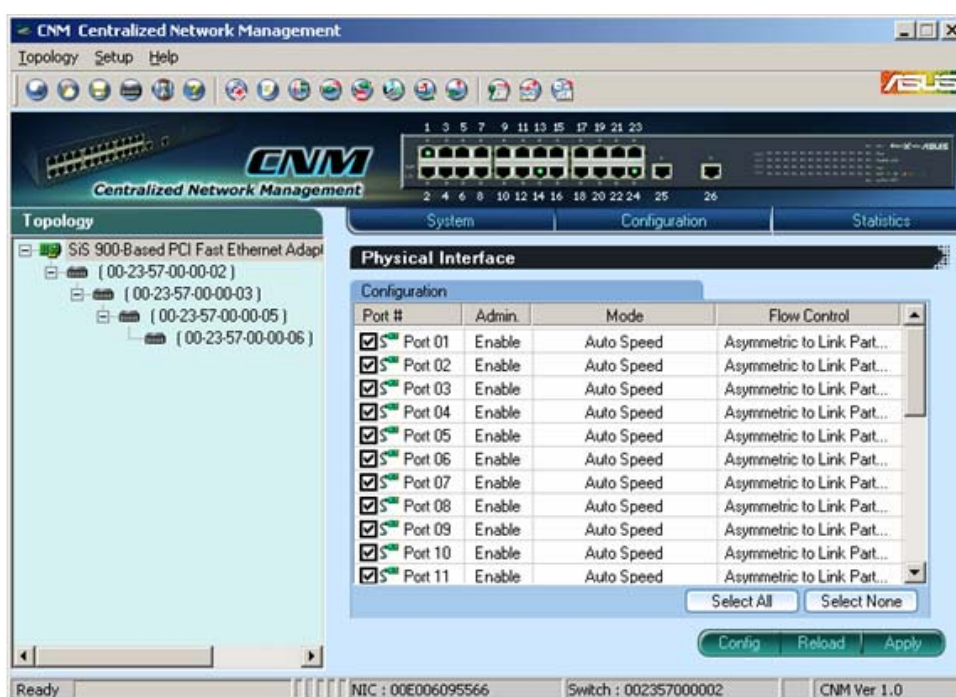 CNM Centralized Network Management
Topology Setup Help
ASUS
1 3 5 7 9 11 13 15 17 19 21 23
CNM
Centralized Network Management
2 4 6 8 10 12 14 16 18 20 22 24 25 26
Topology
System Configuration Statistics
SiS 900-Based PCI Fast Ethernet Adapt
( 00-23-57-00-00-02 )
( 00-23-57-00-00-03 )
( 00-23-57-00-00-05 )
( 00-23-57-00-00-06 )
Physical Interface
Configuration
Port # Admin. Mode Flow Control
Port 01 Enable Auto Speed Asymmetric to Link Part...
Port 02 Enable Auto Speed Asymmetric to Link Part...
Port 03 Enable Auto Speed Asymmetric to Link Part...
Port 04 Enable Auto Speed Asymmetric to Link Part...
Port 05 Enable Auto Speed Asymmetric to Link Part...
Port 06 Enable Auto Speed Asymmetric to Link Part...
Port 07 Enable Auto Speed Asymmetric to Link Part...
Port 08 Enable Auto Speed Asymmetric to Link Part...
Port 09 Enable Auto Speed Asymmetric to Link Part...
Port 10 Enable Auto Speed Asymmetric to Link Part...
Port 11 Enable Auto Speed Asymmetric to Link Part...
Select All Select None
Config Reload Apply
Ready NIC : 00E006095566 Switch : 002357000002 CNM Ver 1.0